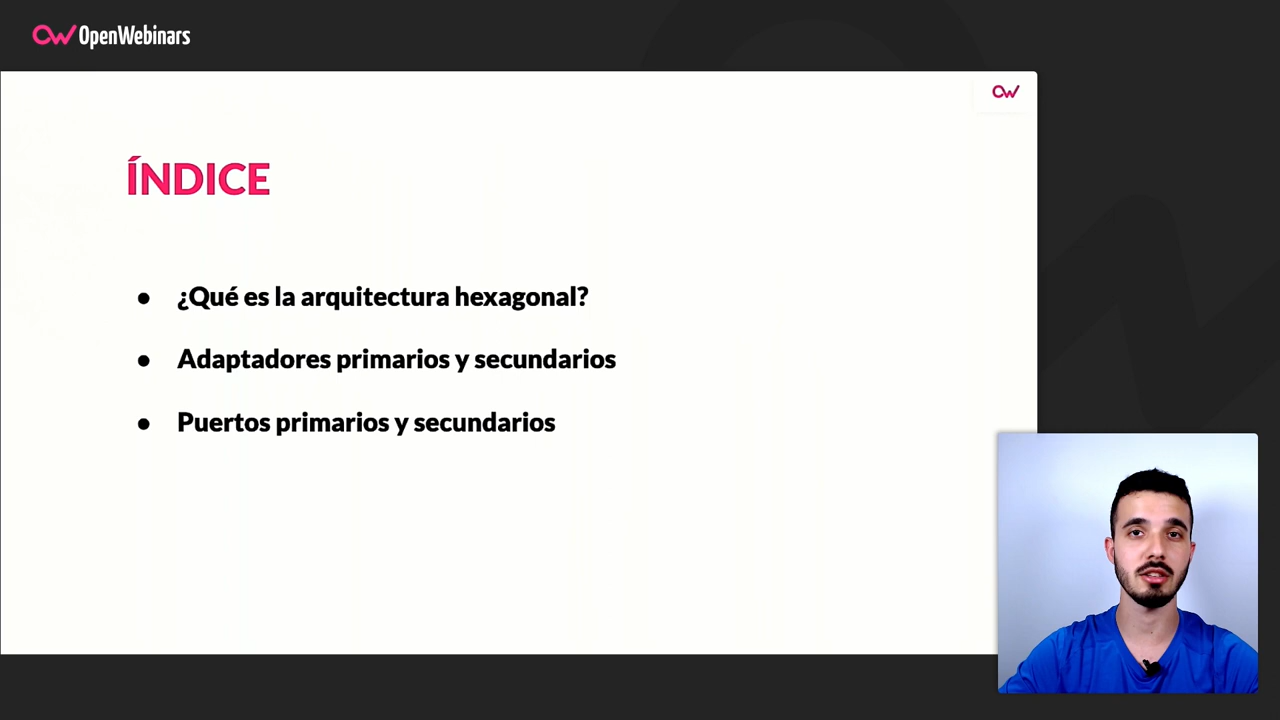 OpenWebinars
ÍNDICE
● ¿Qué es la arquitectura hexagonal?
● Adaptadores primarios y secundarios
● Puertos primarios y secundarios